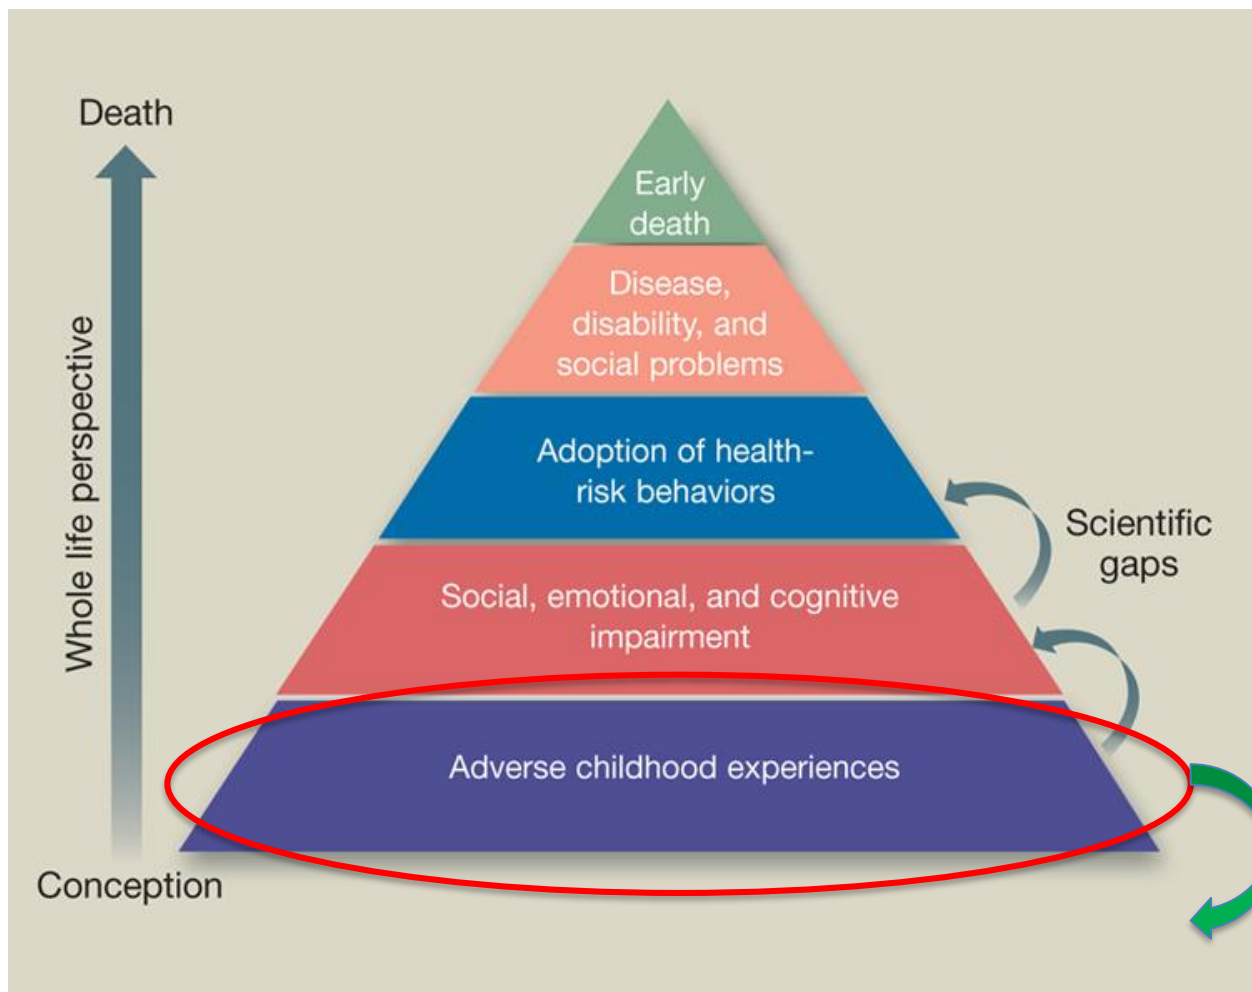 Death
Early
death
Disease,
disability, and
social problems
Whole life perspective
Adoption of health-
risk behaviors
Scientific
gaps
Social, emotional, and cognitive
impairment
Adverse childhood experiences
Conception